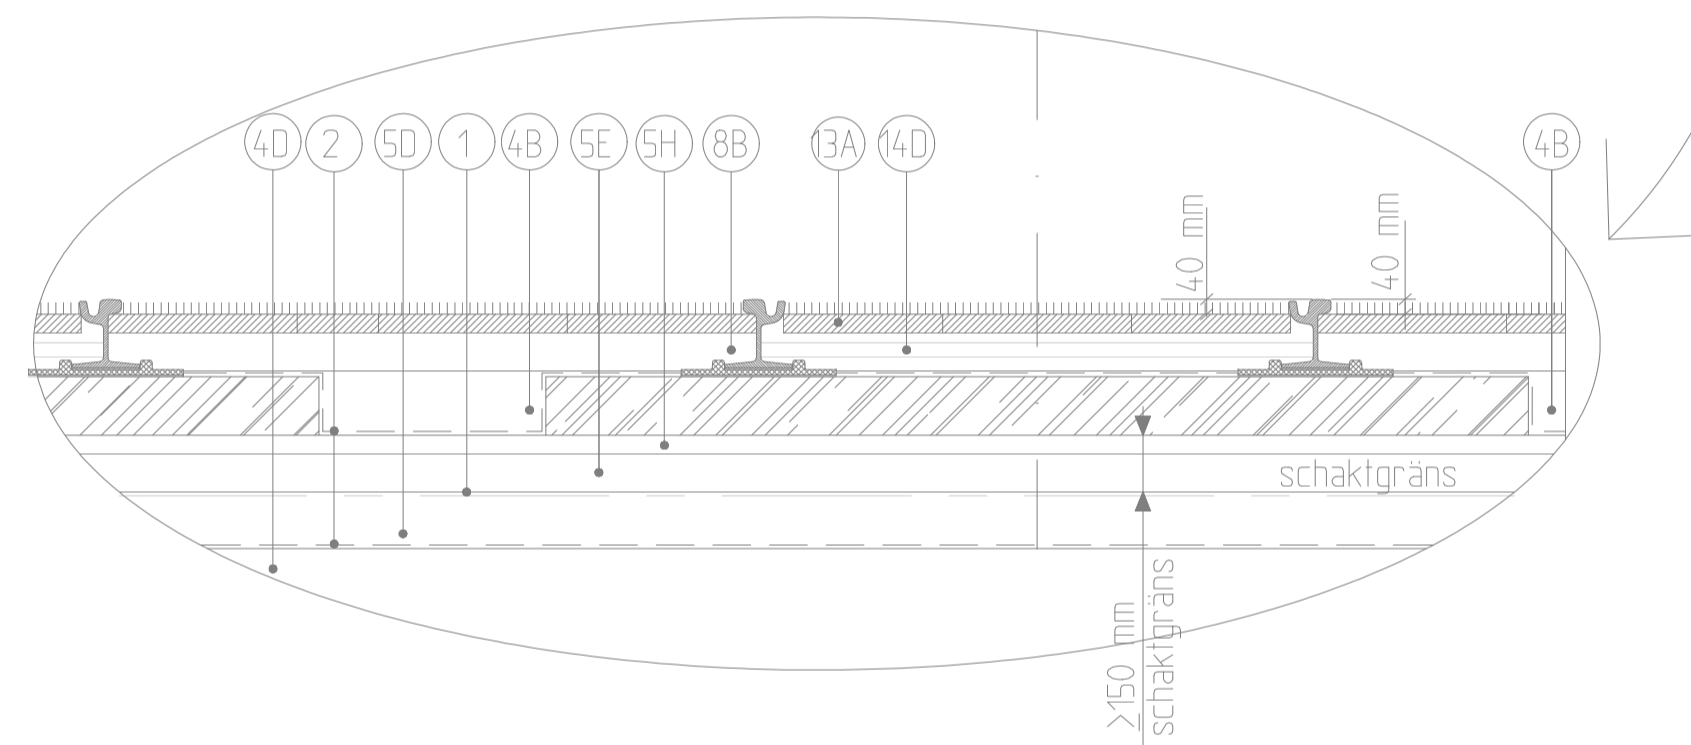 4D 2 5D 1 4B 5E 5H 8B 13A 14D 4B
40 mm
40 mm
schaktgräns
≥150 mm
schaktgräns